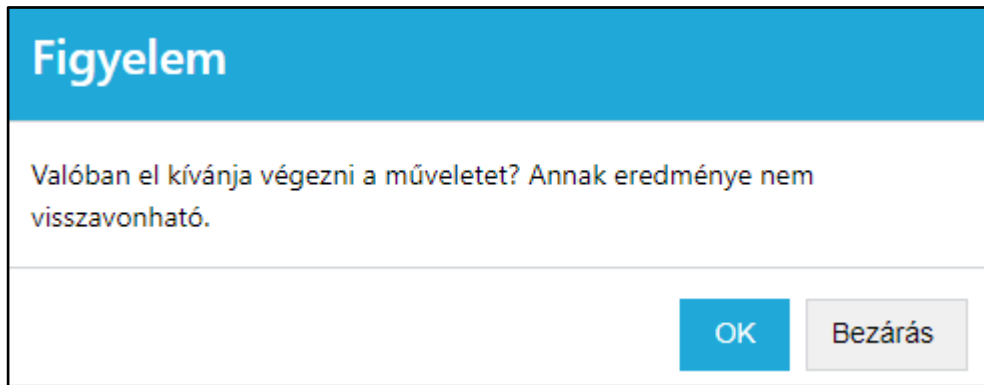 Figyelem
Valóban el kívánja végezni a műveletet? Annak eredménye nem
visszavonható.
OK Bezárás